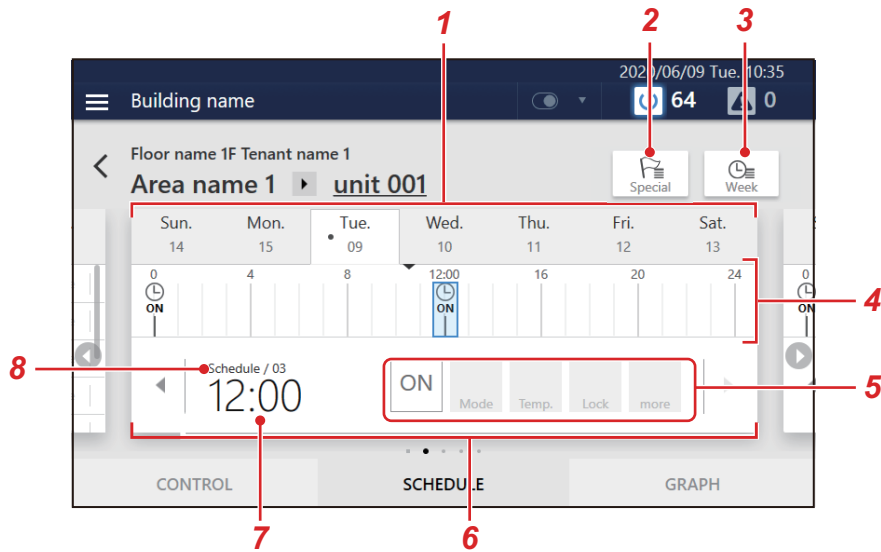 1 2 3
2020/06/09 Tue. 10:35
Building name 64 0
Floor name 1F Tenant name 1
Area name 1 unit 001
Special Week
Sun. Mon. Tue. Wed. Thu. Fri. Sat.
14 15 09 10 11 12 13
0 4 8 12:00 16 20 24 0
ON ON ON
4
Schedule / 03
8
12:00
ON Mode Temp. Lock more
5
CONTROL SCHEDULE GRAPH
7 6